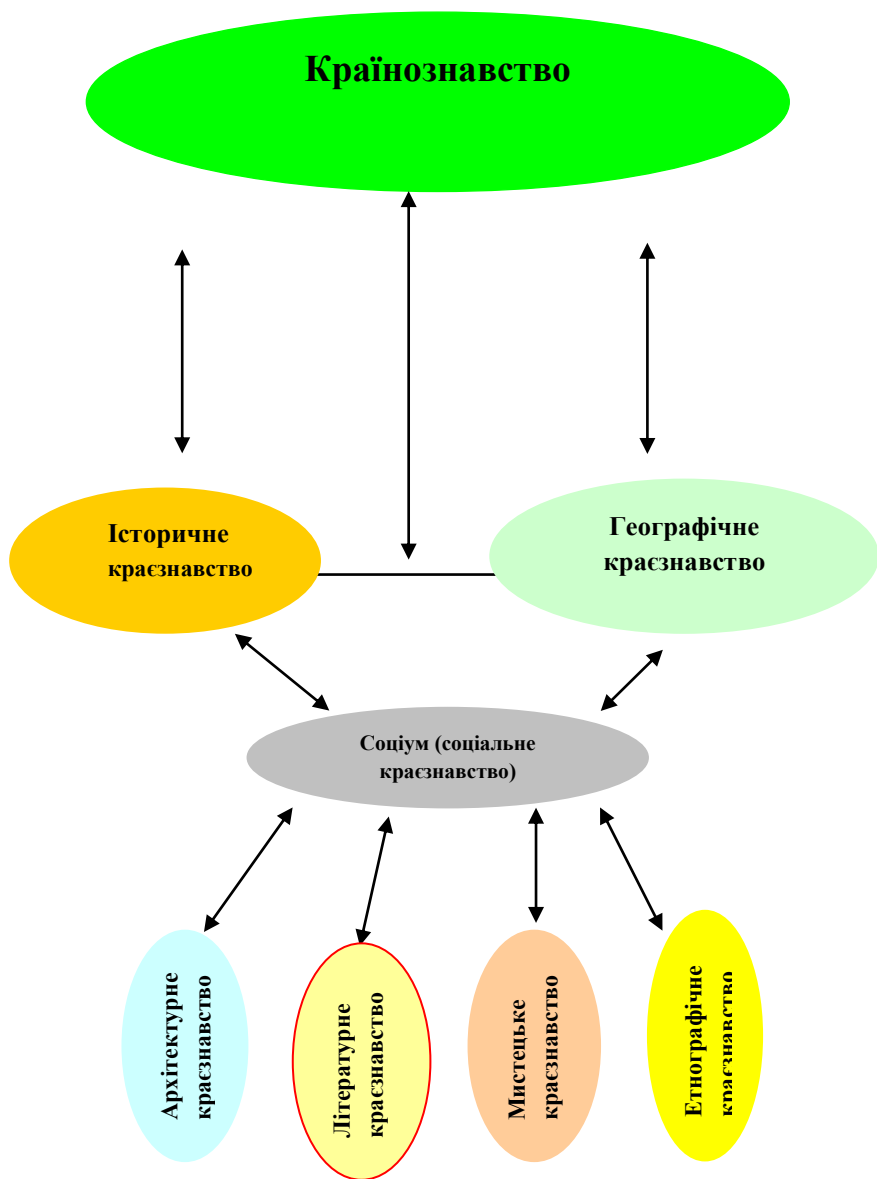 Країнознавство
Історичне
краєзнавство
Географічне
краєзнавство
Соціум (соціальне
краєзнавство)
Архітектурне
краєзнавство
Літературне
краєзнавство
Мистецьке
краєзнавство
Етнографічне
краєзнавство